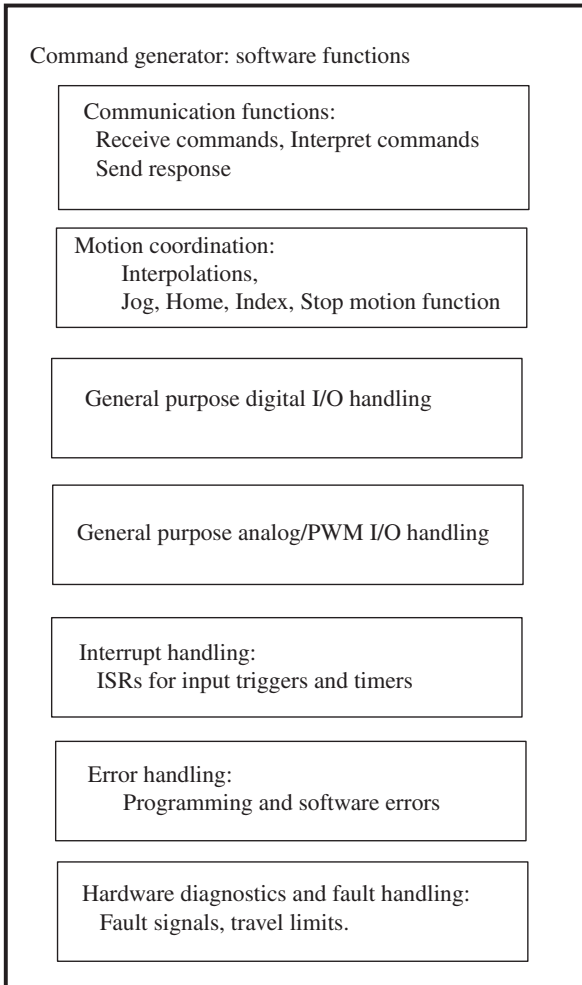 Command generator: software functions
Communication functions:
Receive commands, Interpret commands
Send response
Motion coordination:
Interpolations,
Jog, Home, Index, Stop motion function
General purpose digital I/O handling
General purpose analog/PWM I/O handling
Interrupt handling:
ISRs for input triggers and timers
Error handling:
Programming and software errors
Hardware diagnostics and fault handling:
Fault signals, travel limits.